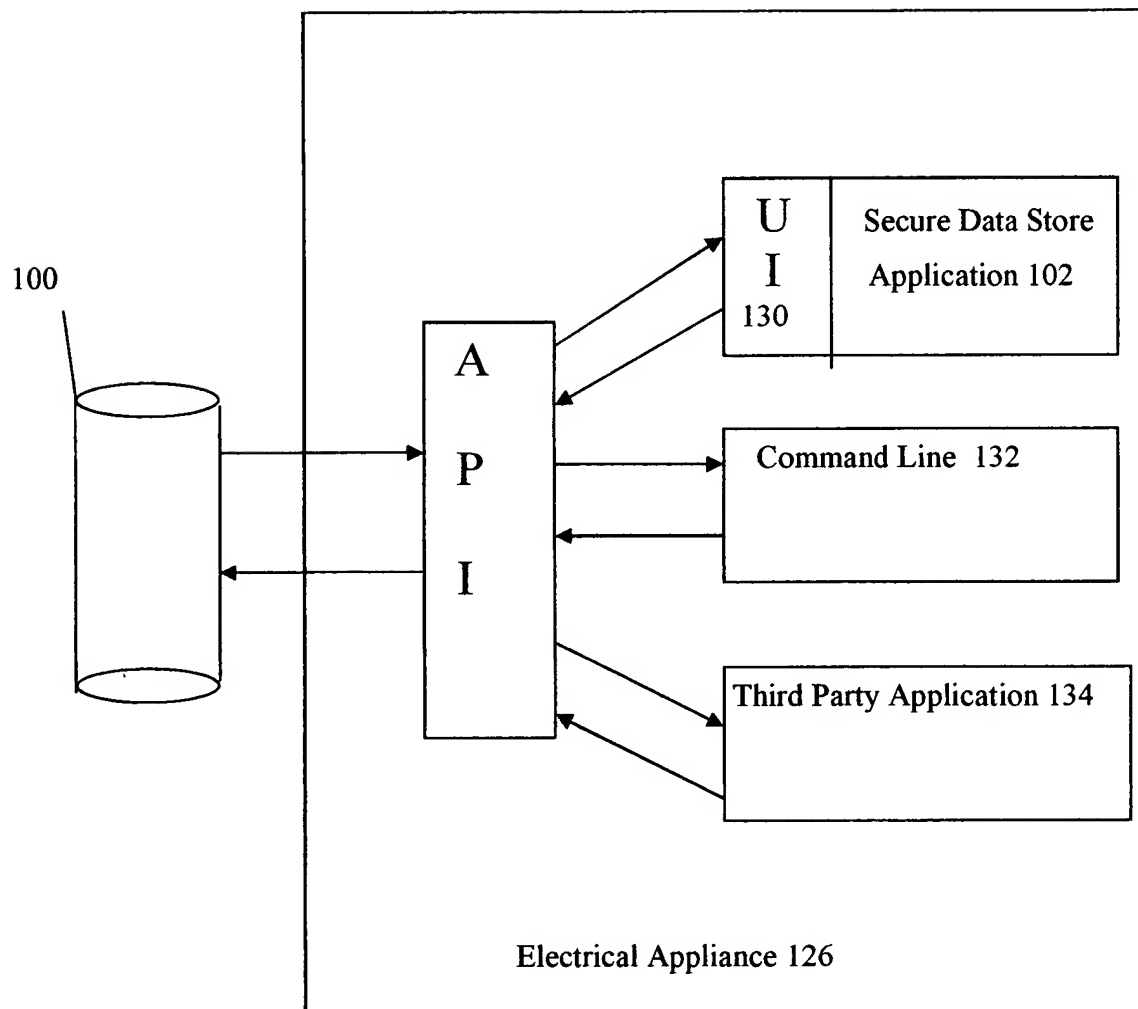 100
U
I
130
Secure Data Store
Application 102
A
P
I
Command Line 132
Third Party Application 134
Electrical Appliance 126